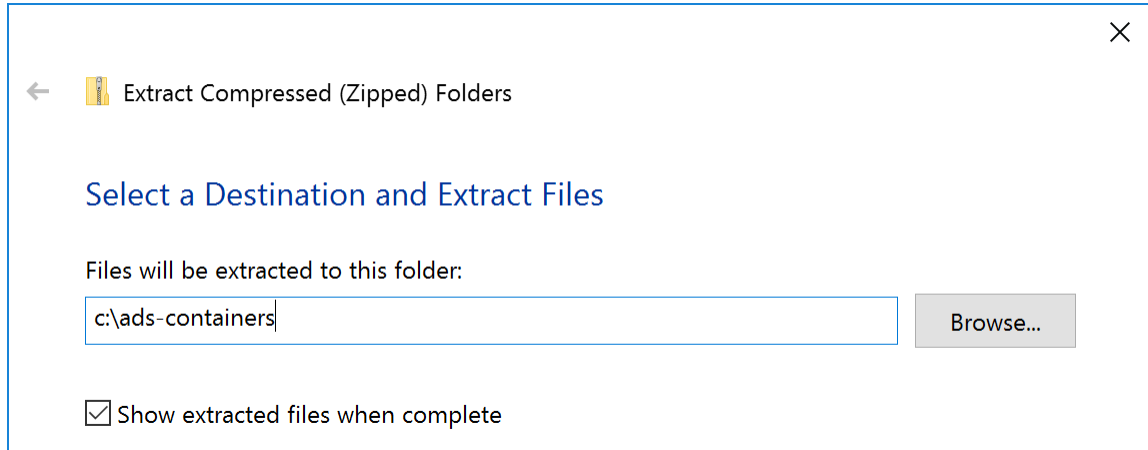 Extract Compressed (Zipped) Folders
Select a Destination and Extract Files
Files will be extracted to this folder:
c:\ads-containers
Browse...
Show extracted files when complete